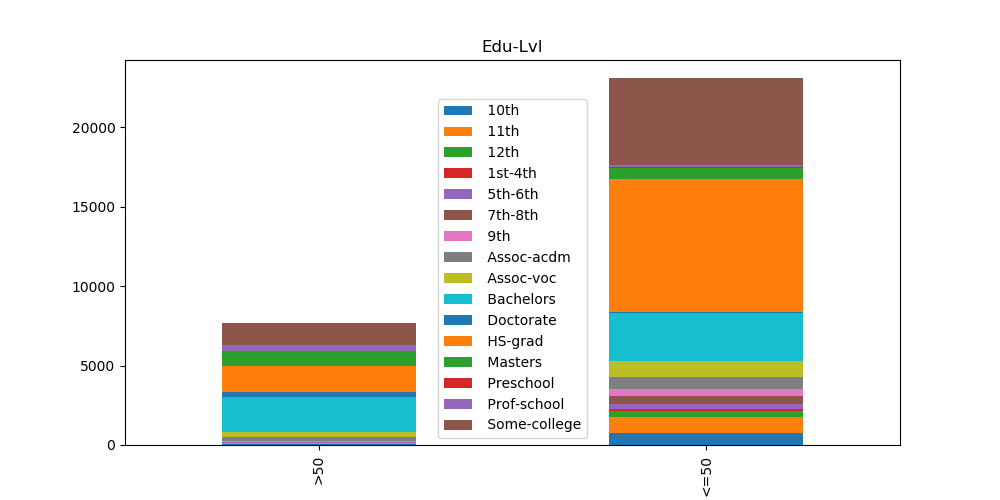 Edu-Lvl
20000
15000
10000
5000
0
10th
11th
12th
1st-4th
5th-6th
7th-8th
9th
Assoc-acdm
Assoc-voc
Bachelors
Doctorate
HS-grad
Masters
Preschool
Prof-school
Some-college
>50
<=50